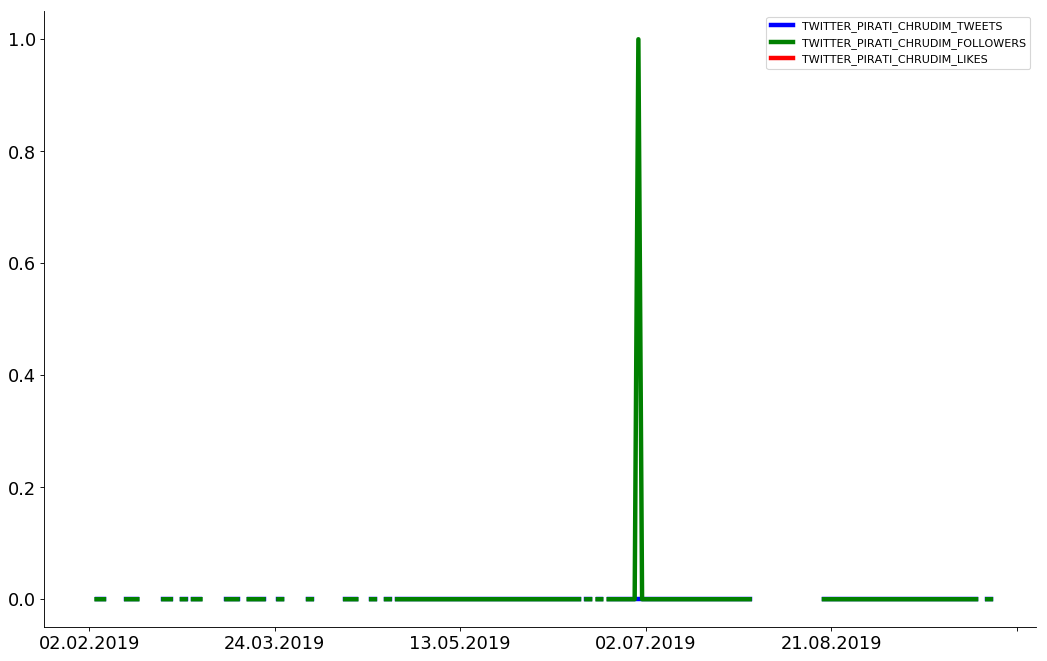 TWITTER_PIRATI_CHRUDIM_TWEETS
TWITTER_PIRATI_CHRUDIM_FOLLOWERS
TWITTER_PIRATI_CHRUDIM_LIKES
1.0
0.8
0.6
0.4
0.2
0.0
02.02.2019 24.03.2019 13.05.2019 02.07.2019 21.08.2019